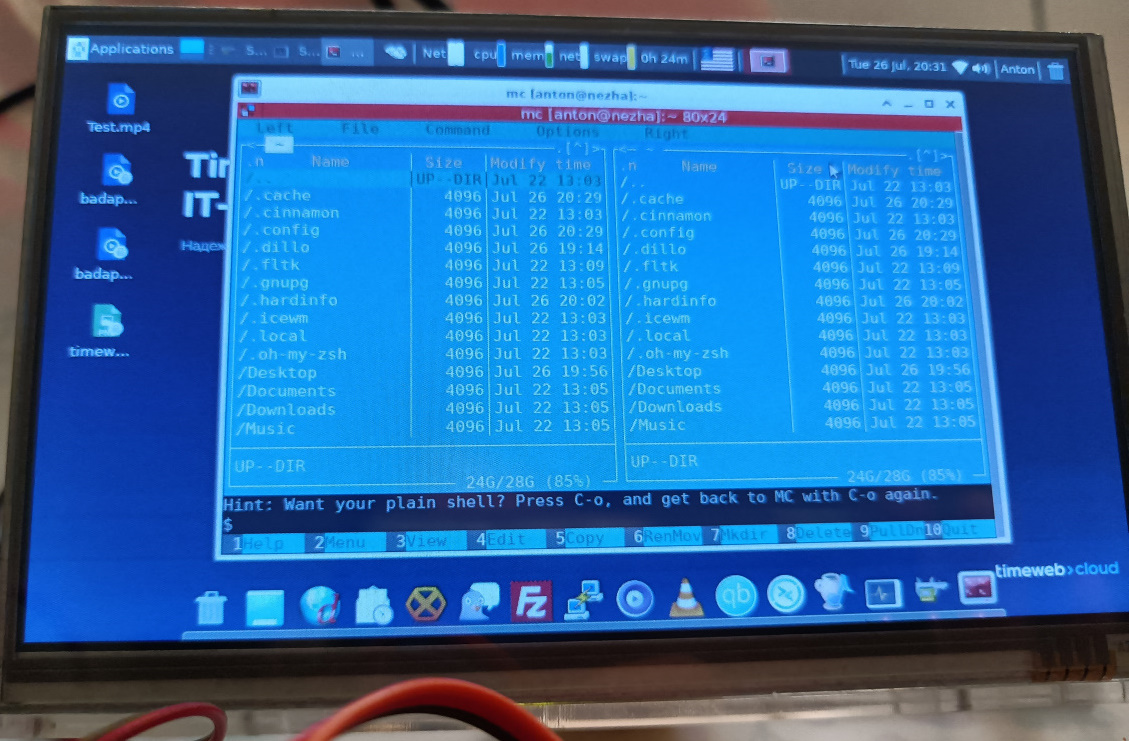 Applications S... S... ... Net cpu mem net swap 0h 24m Tue 26 Jul, 20:31 Anton
Test.mp4
badap...
badap...
timew...
IT-
mc [anton@nezha]:~
mc [anton@nezha]:~ 80x24
Left File Command Options Right
~ .[^]> <— ~ .[^]>
.n Name Size Modify time .n Name Size Modify time
/.. UP--DIR Jul 22 13:03 /.. UP--DIR Jul 22 13:03
/.cache 4096 Jul 26 20:29 /.cache 4096 Jul 26 20:29
/.cinnamon 4096 Jul 22 13:03 /.cinnamon 4096 Jul 22 13:03
/.config 4096 Jul 26 20:29 /.config 4096 Jul 26 20:29
/.dillo 4096 Jul 26 19:14 /.dillo 4096 Jul 26 19:14
/.fltk 4096 Jul 22 13:09 /.fltk 4096 Jul 22 13:09
/.gnupg 4096 Jul 22 13:05 /.gnupg 4096 Jul 22 13:05
/.hardinfo 4096 Jul 26 20:02 /.hardinfo 4096 Jul 26 20:02
/.icewm 4096 Jul 22 13:03 /.icewm 4096 Jul 22 13:03
/.local 4096 Jul 22 13:03 /.local 4096 Jul 22 13:03
/.oh-my-zsh 4096 Jul 22 13:03 /.oh-my-zsh 4096 Jul 22 13:03
/Desktop 4096 Jul 26 19:56 /Desktop 4096 Jul 26 19:56
/Documents 4096 Jul 22 13:05 /Documents 4096 Jul 22 13:05
/Downloads 4096 Jul 22 13:05 /Downloads 4096 Jul 22 13:05
/Music 4096 Jul 22 13:05 /Music 4096 Jul 22 13:05
UP--DIR UP--DIR
24G/28G (85%) 24G/28G (85%)
Hint: Want your plain shell? Press C-o, and get back to MC with C-o again.
$
1Help 2Menu 3View 4Edit 5Copy 6RenMov 7Mkdir 8Delete 9PullDn 10Quit
timeweb>cloud
Fz
qb